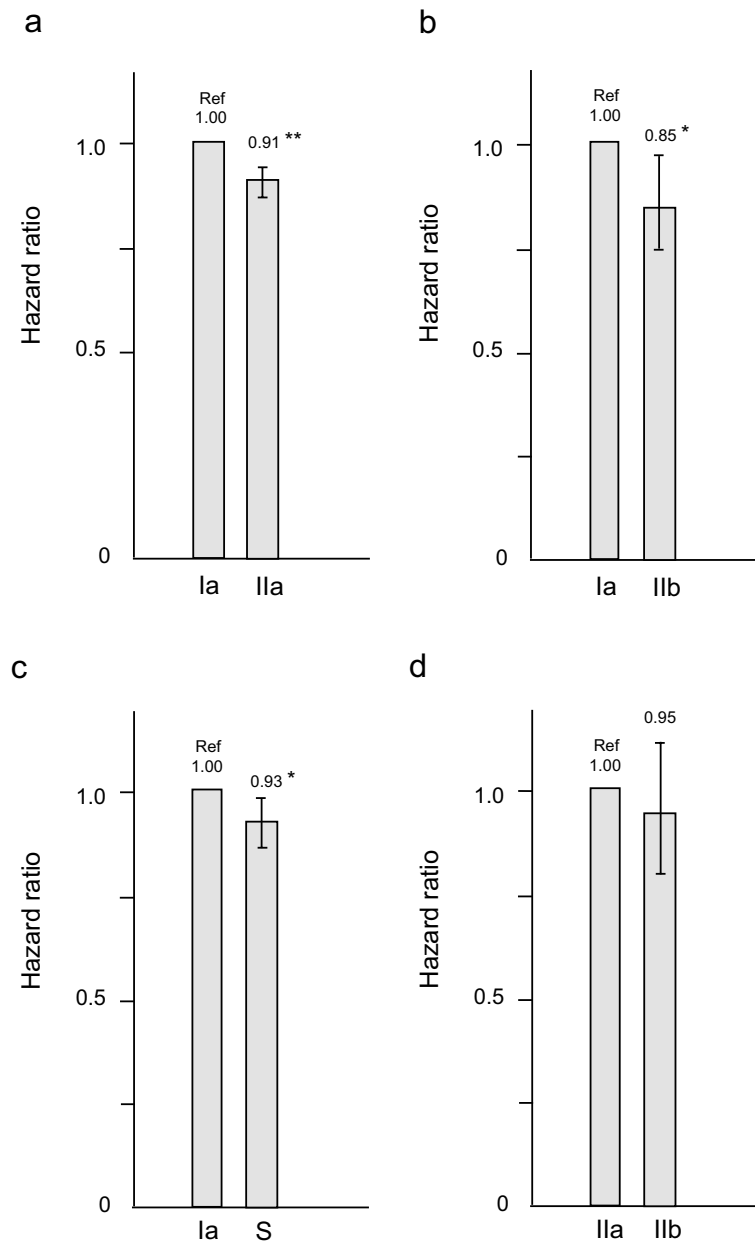 a
Ref
1.00
0.91 **
1.0
0.5
0
Hazard ratio
Ia
IIa
b
Ref
1.00
0.85 *
1.0
0.5
0
Hazard ratio
Ia
IIb
c
Ref
1.00
0.93 *
1.0
0.5
0
Hazard ratio
Ia
S
d
Ref
1.00
0.95
1.0
0.5
0
Hazard ratio
IIa
IIb